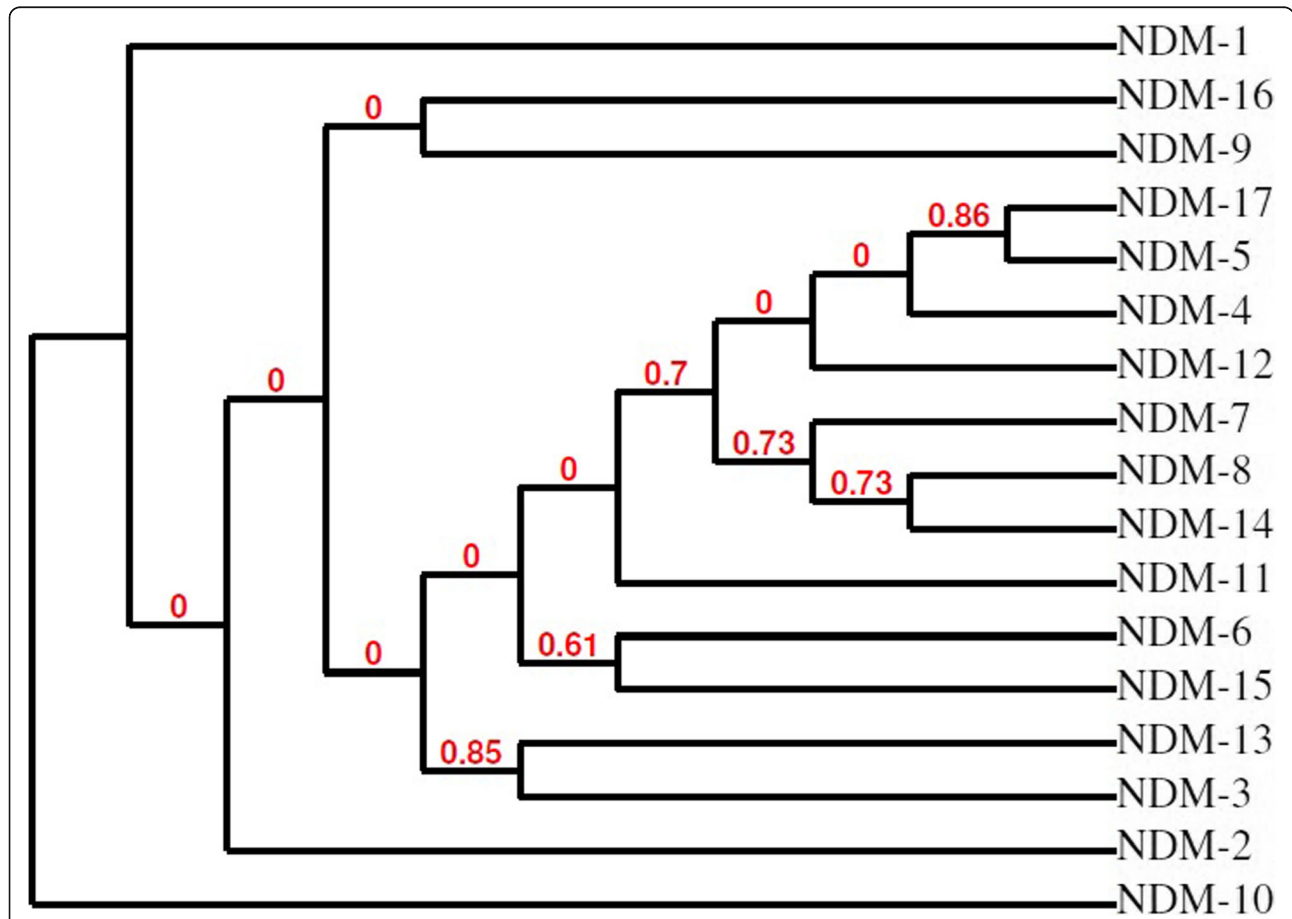 NDM-1
NDM-16
0
NDM-9
NDM-17
0.86
NDM-5
0
NDM-4
0
NDM-12
0.7
0
NDM-7
0.73
NDM-8
0.73
0
NDM-14
0
NDM-11
0
NDM-6
0.61
0
NDM-15
NDM-13
0.85
NDM-3
NDM-2
NDM-10